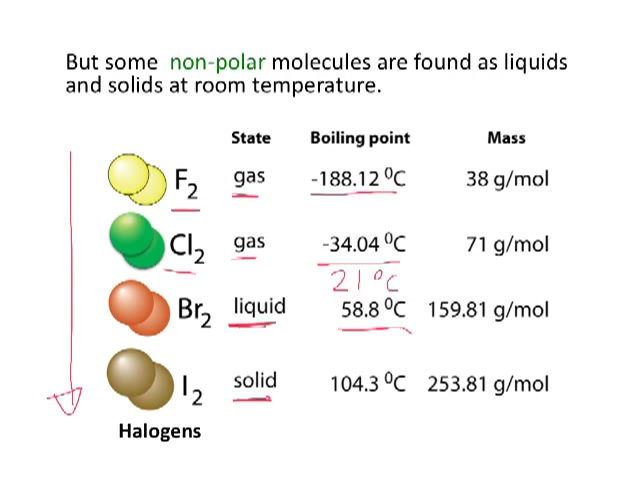 But some non-polar molecules are found as liquids
and solids at room temperature.
State Boiling point Mass
F₂ gas -188.12 ⁰C 38 g/mol
Cl₂ gas -34.04 ⁰C 71 g/mol
21 °C
Br₂ liquid 58.8 ⁰C 159.81 g/mol
I₂ solid 104.3 ⁰C 253.81 g/mol
Halogens